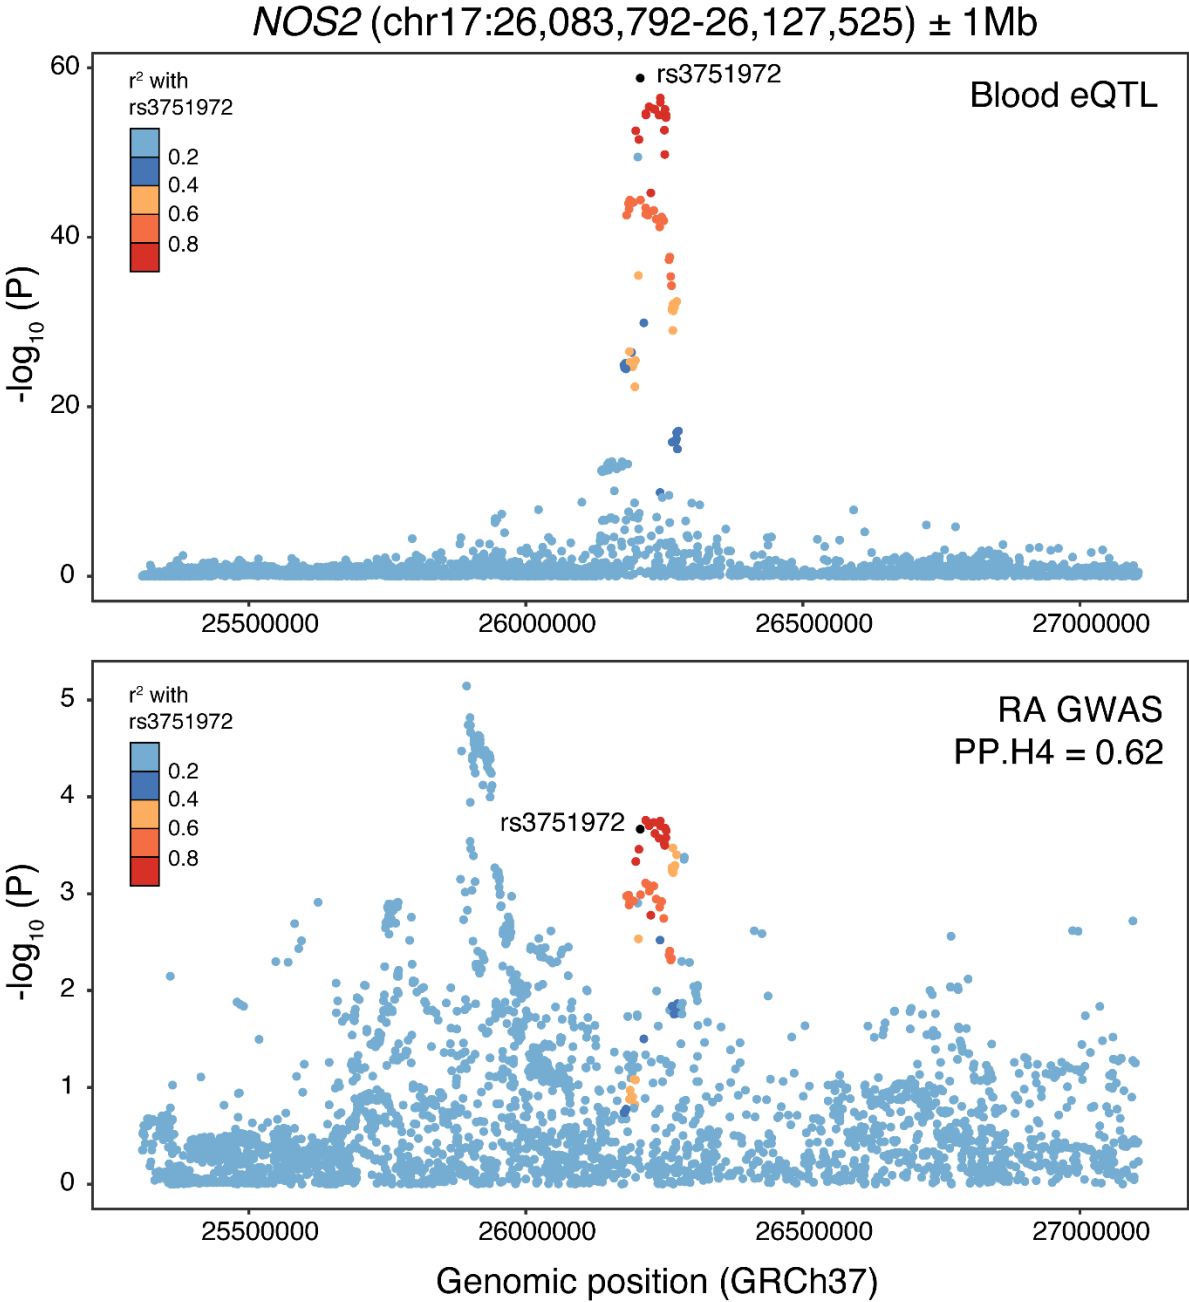 NOS2 (chr17:26,083,792-26,127,525) ± 1Mb
r² with
rs3751972
0.2
0.4
0.6
0.8
rs3751972
Blood eQTL
-log₁₀ (P)
60
40
20
0
25500000 26000000 26500000 27000000
r² with
rs3751972
0.2
0.4
0.6
0.8
rs3751972
RA GWAS
PP.H4 = 0.62
-log₁₀ (P)
5
4
3
2
1
0
25500000 26000000 26500000 27000000
Genomic position (GRCh37)